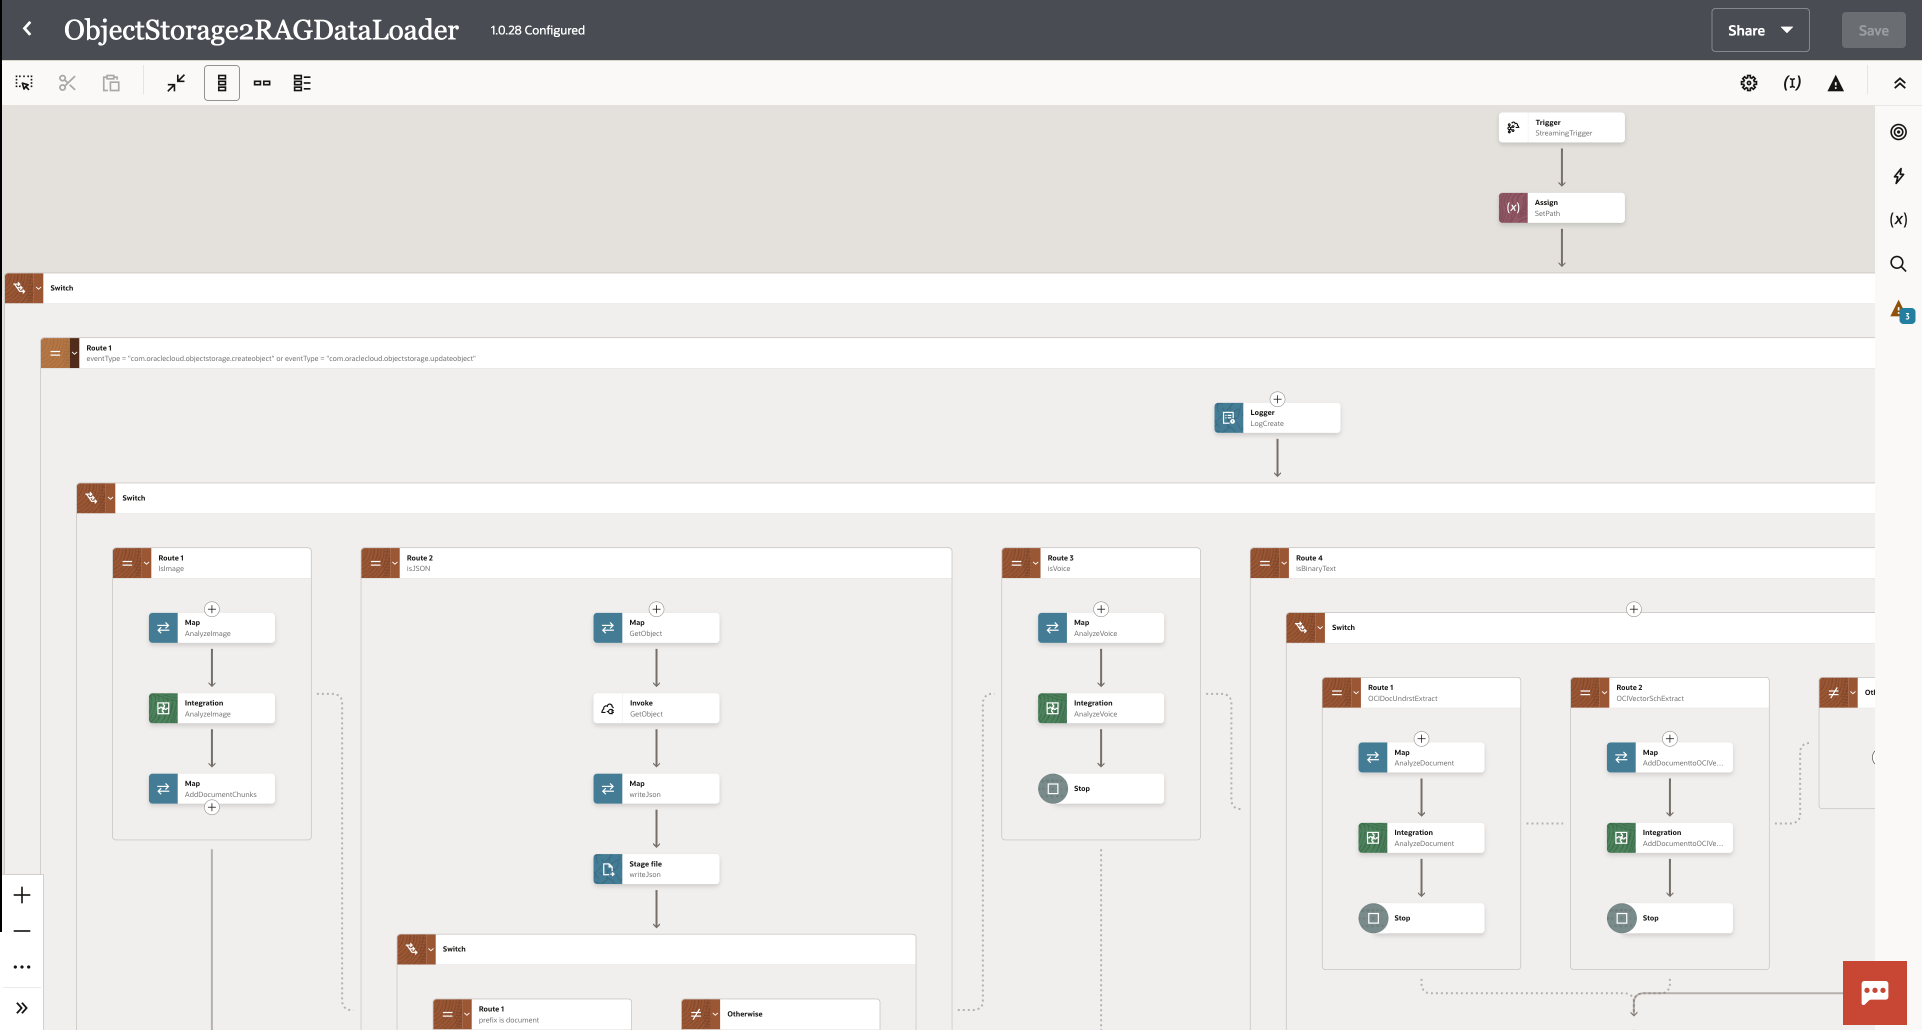 ObjectStorage2RAGDataLoader
1.0.28 Configured
Share
Save
(I)
Trigger
StreamingTrigger
(x)
Assign
SetPath
(x)
3
Switch
Route 1
eventType = "com.oraclecloud.objectstorage.createobject" or eventType = "com.oraclecloud.objectstorage.updateobject"
Logger
LogCreate
Switch
Route 1
IsImage
Map
AnalyzeImage
Integration
AnalyzeImage
Map
AddDocumentChunks
Route 2
isJSON
Map
GetObject
Invoke
GetObject
Map
writeJson
Stage file
writeJson
Switch
Route 1
prefix is document
Otherwise
Route 3
isVoice
Map
AnalyzeVoice
Integration
AnalyzeVoice
Stop
Route 4
isBinaryText
Switch
Route 1
OCIDocUndrstExtract
Map
AnalyzeDocument
Integration
AnalyzeDocument
Stop
Route 2
OCIVectorSchExtract
Map
AddDocumenttoOCIVe...
Integration
AddDocumenttoOCIVe...
Stop